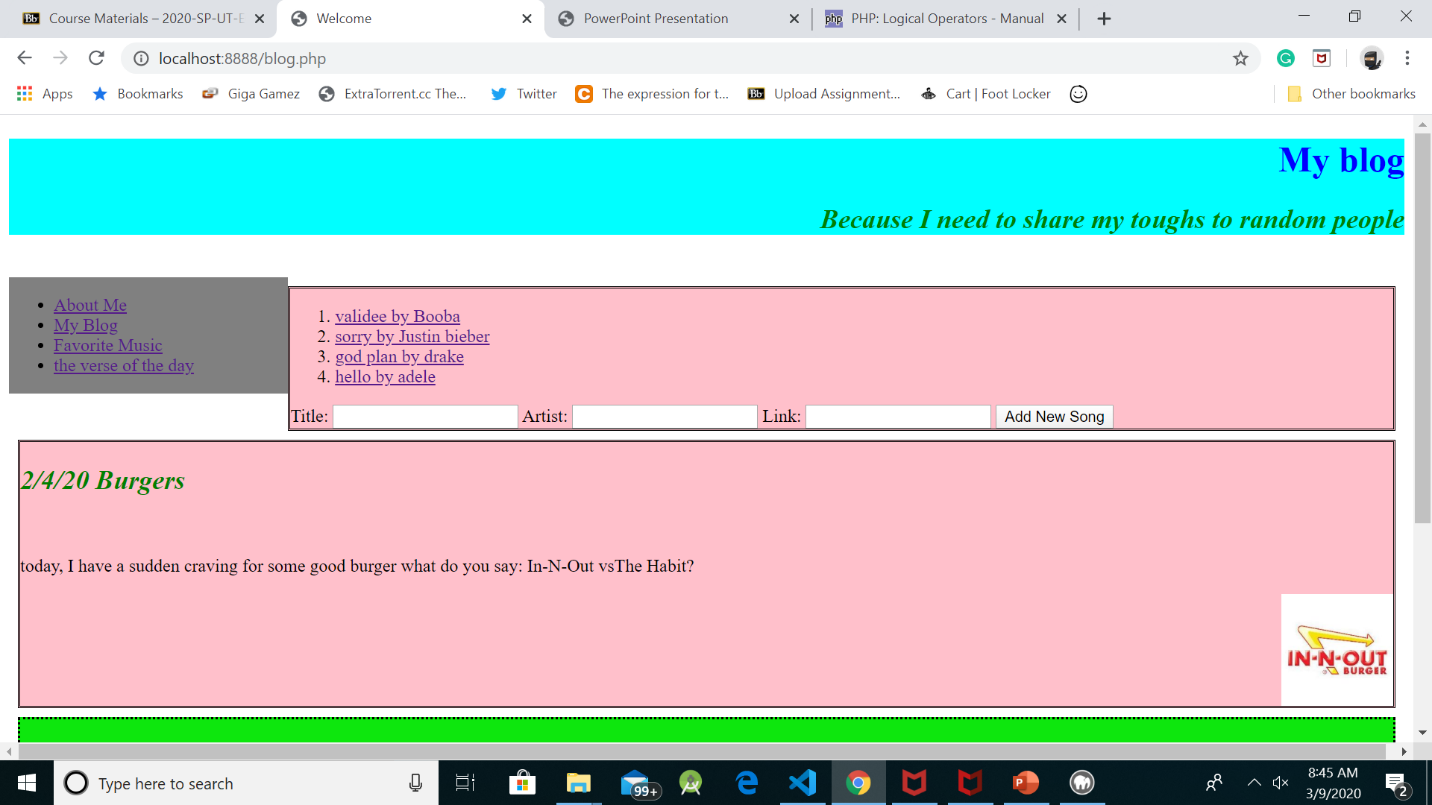 Course Materials – 2020-SP-UT-E
Welcome
PowerPoint Presentation
PHP: Logical Operators - Manual
localhost:8888/blog.php
Apps
Bookmarks
Giga Gamez
ExtraTorrent.cc The...
Twitter
The expression for t...
Upload Assignment...
Cart | Foot Locker
Other bookmarks
My blog
Because I need to share my toughs to random people
About Me
My Blog
Favorite Music
the verse of the day
1. validee by Booba
2. sorry by Justin bieber
3. god plan by drake
4. hello by adele
Title: Artist: Link: Add New Song
2/4/20 Burgers
today, I have a sudden craving for some good burger what do you say: In-N-Out vsThe Habit?
IN-N-OUT
BURGER
Type here to search
99+
8:45 AM
3/9/2020
2